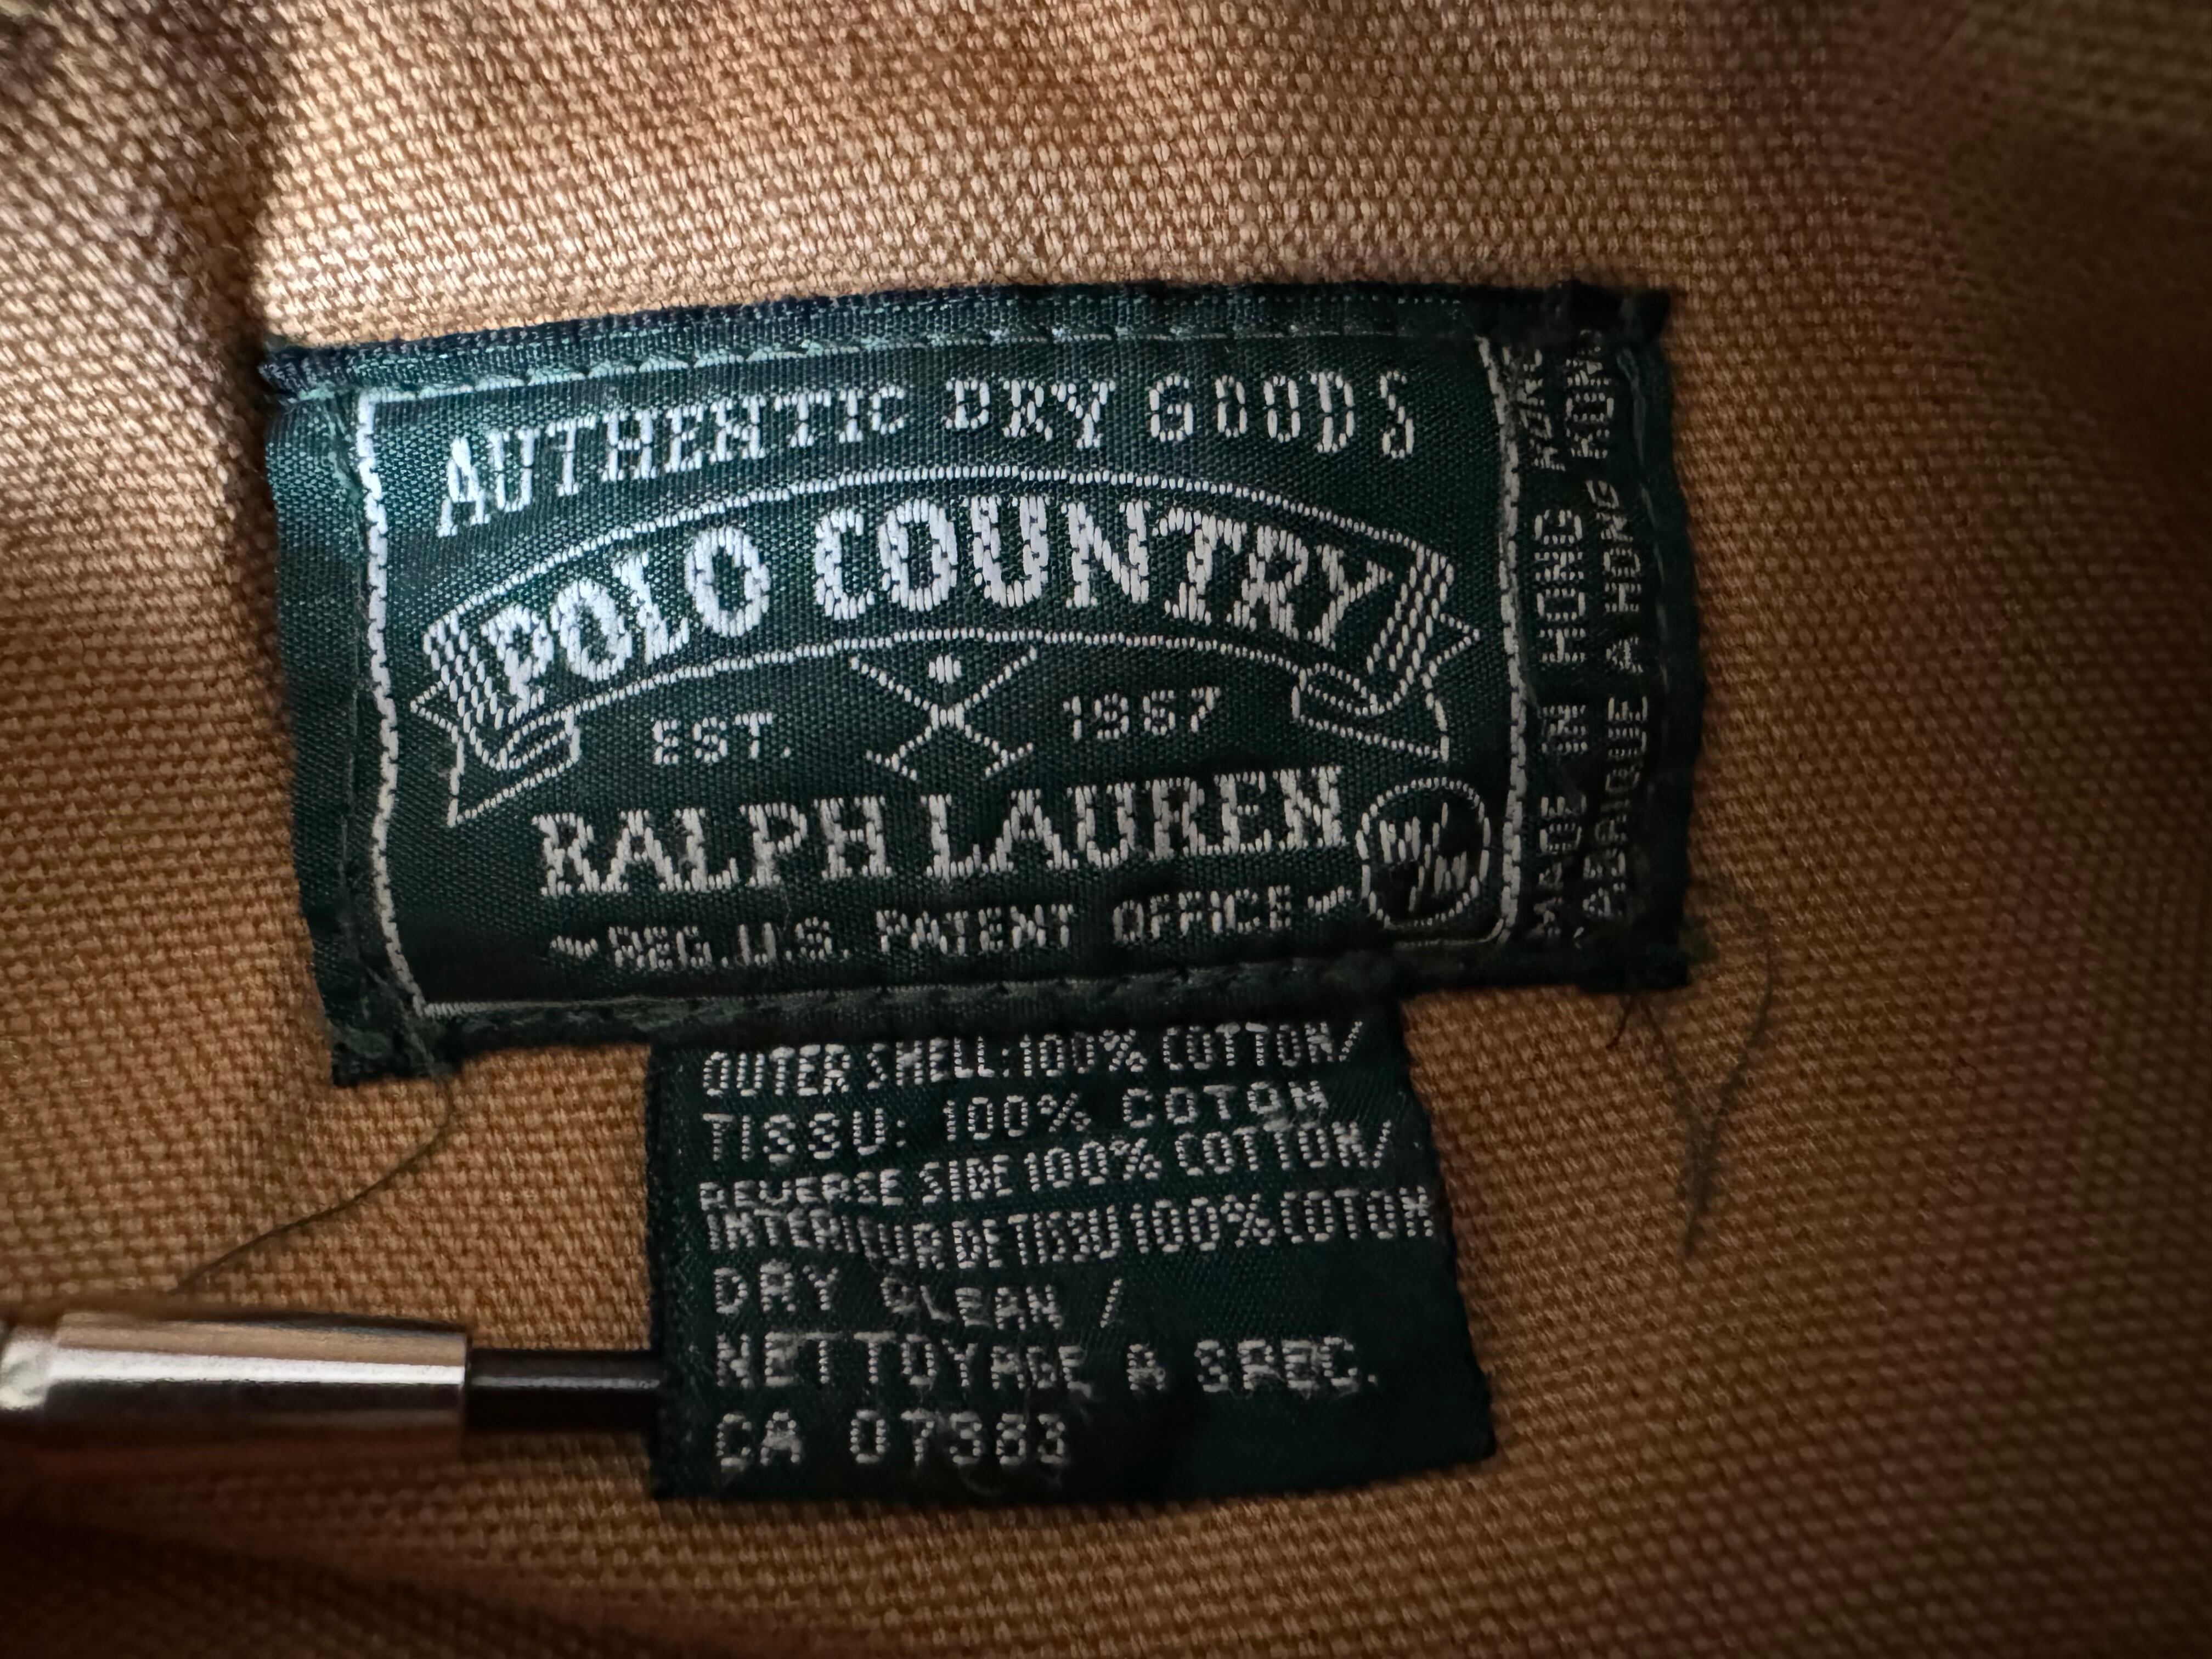 AUTHENTIC DRY GOODS
POLO COUNTRY
EST. 1967
RALPH LAUREN
REG. U.S. PATENT OFFICE
M/M
MADE IN HONG KONG
FABRIQUE A HONG KONG
OUTER SHELL:100% COTTON/
TISSU: 100% COTON
REVERSE SIDE 100% COTTON/
INTERIEUR DE TISSU 100% COTON
DRY CLEAN /
NETTOYAGE A SPEC.
CA 07363